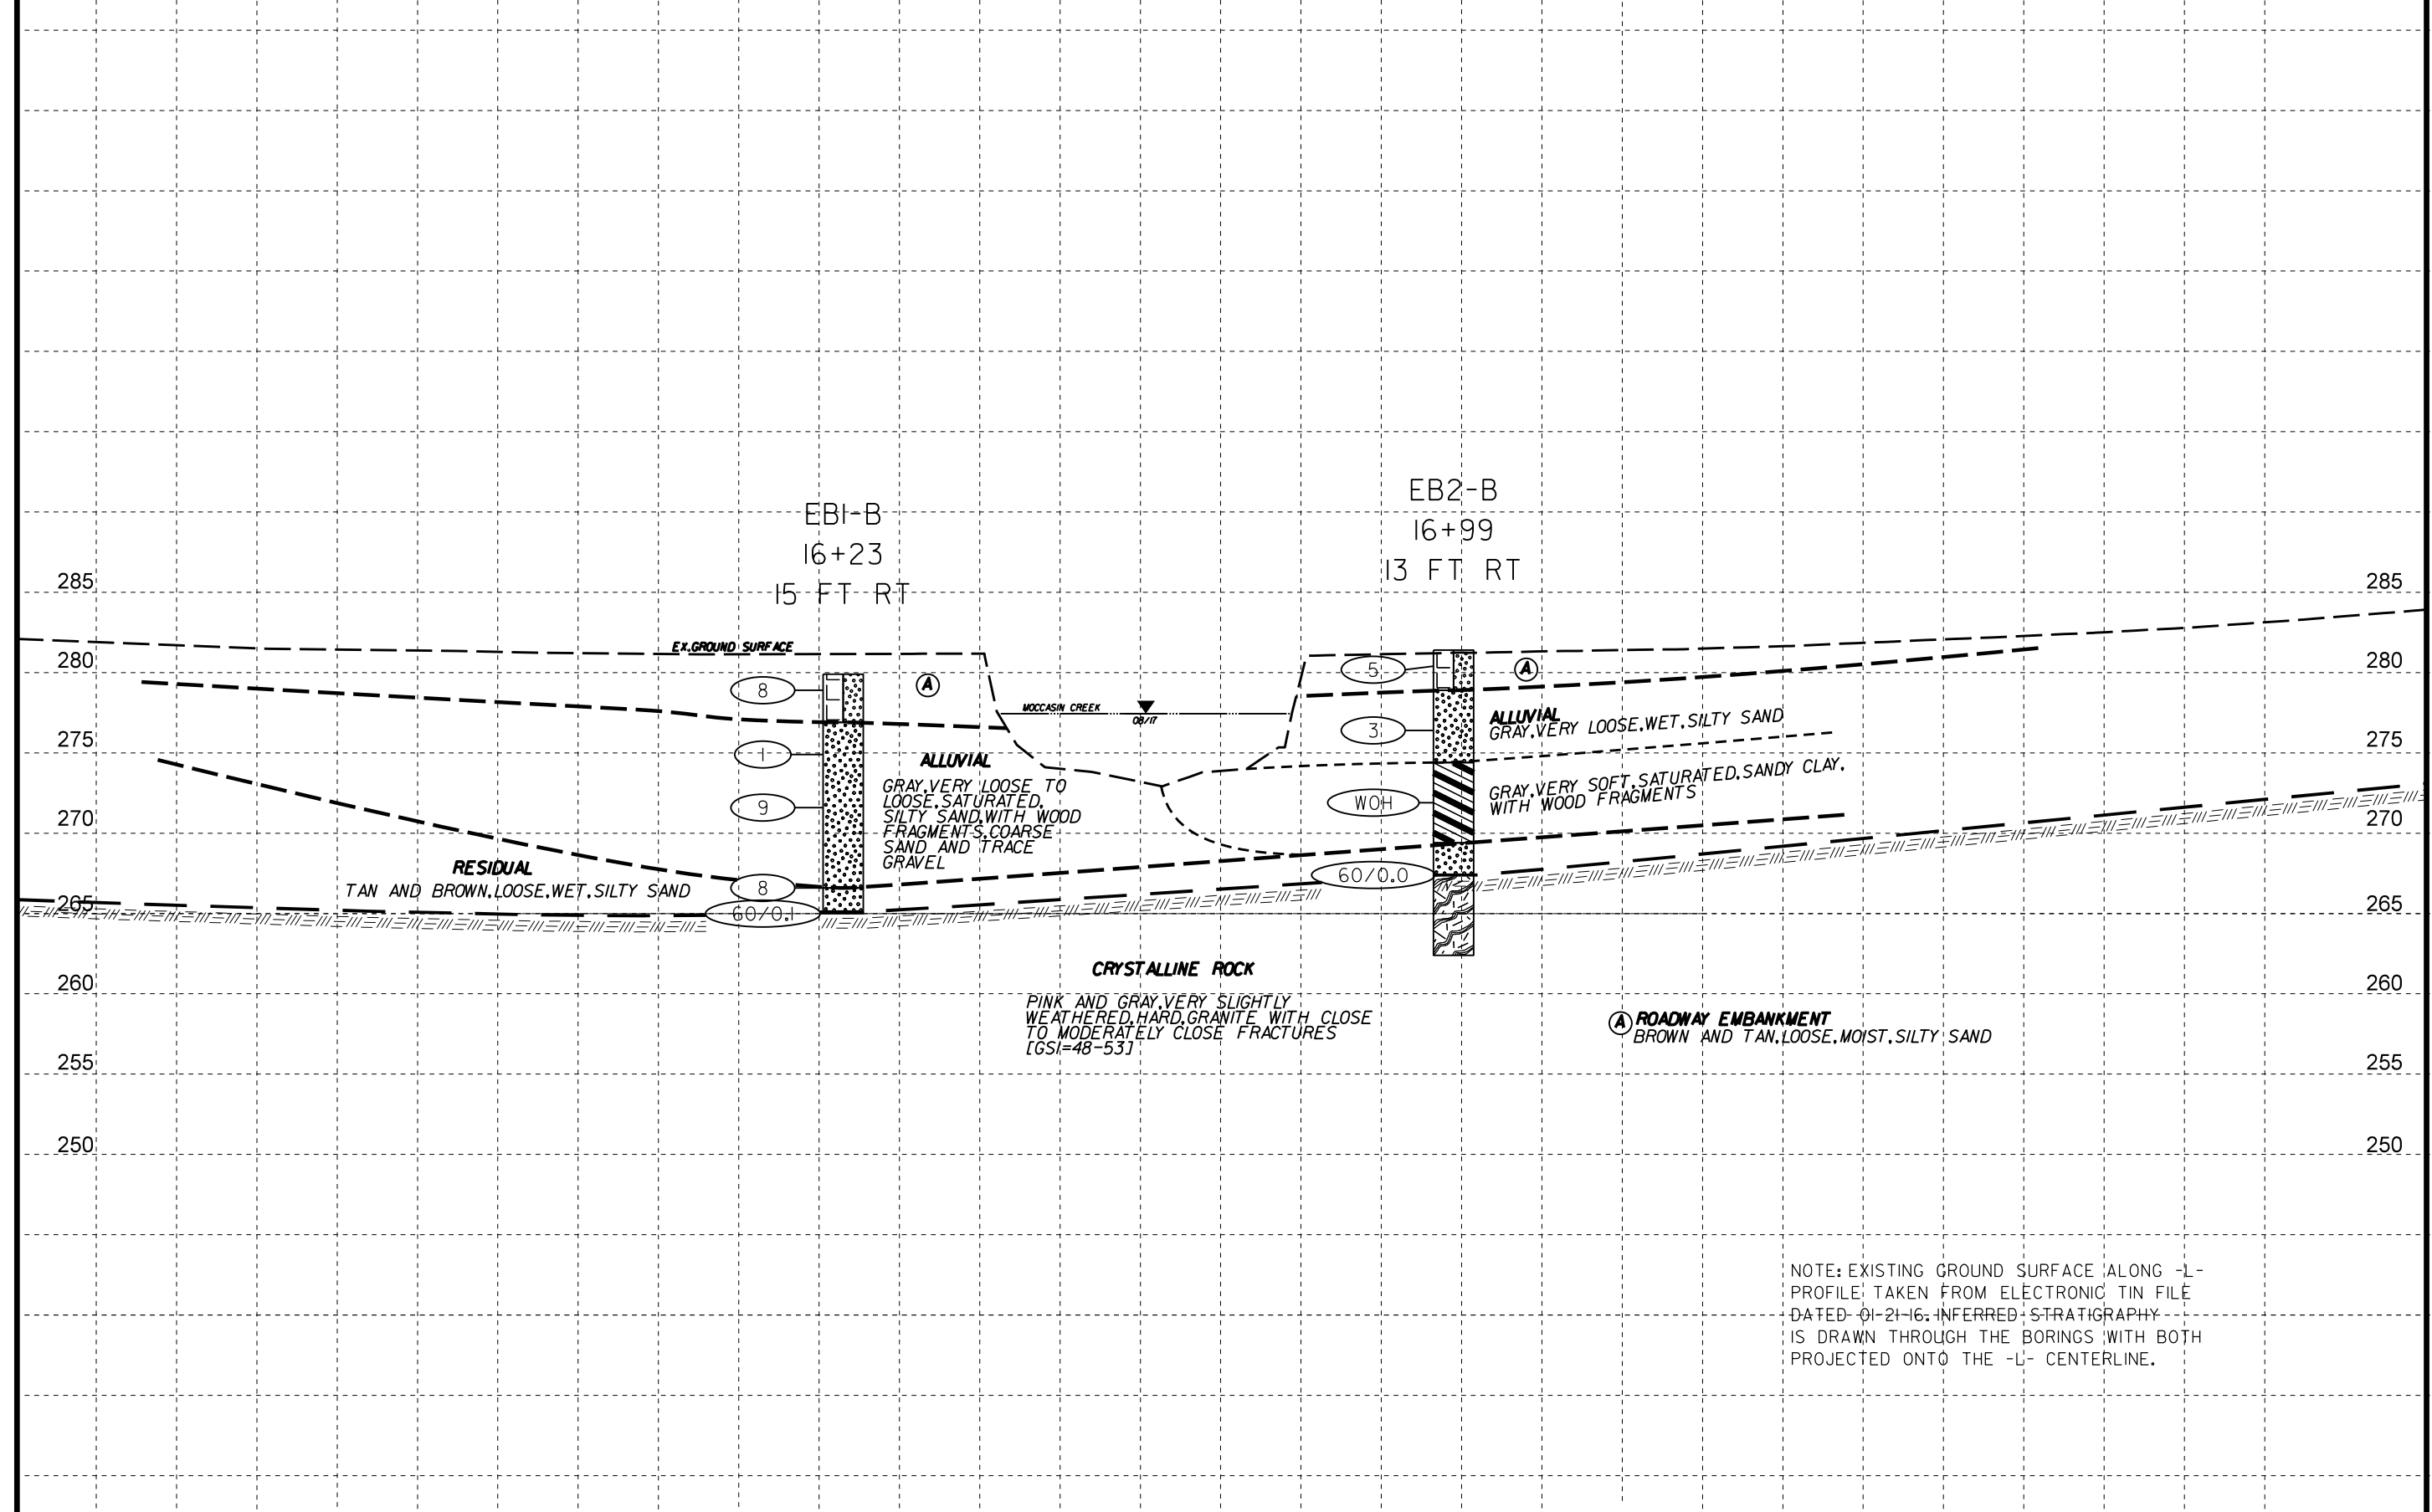 EB2-B
16+99
13 FT RT
EB1-B
16+23
15 FT RT
285
285
EX.GROUND SURFACE
280
280
8
A
5
A
MOCCASIN CREEK
08/17
3
ALLUVIAL
GRAY,VERY LOOSE,WET,SILTY SAND
275
275
1
ALLUVIAL
GRAY,VERY LOOSE TO
LOOSE,SATURATED,
SILTY SAND,WITH WOOD
FRAGMENTS,COARSE
SAND AND TRACE
GRAVEL
9
WOH
GRAY,VERY SOFT,SATURATED,SANDY CLAY,
WITH WOOD FRAGMENTS
270
270
RESIDUAL
TAN AND BROWN,LOOSE,WET,SILTY SAND
8
60/0.0
265
60/0.1
265
CRYSTALLINE ROCK
PINK AND GRAY,VERY SLIGHTLY
WEATHERED,HARD,GRANITE WITH CLOSE
TO MODERATELY CLOSE FRACTURES
[GSI=48-53]
260
260
A ROADWAY EMBANKMENT
BROWN AND TAN,LOOSE,MOIST,SILTY SAND
255
255
250
250
NOTE: EXISTING GROUND SURFACE ALONG -L-
PROFILE TAKEN FROM ELECTRONIC TIN FILE
DATED 01-21-16. INFERRED STRATIGRAPHY
IS DRAWN THROUGH THE BORINGS WITH BOTH
PROJECTED ONTO THE -L- CENTERLINE.